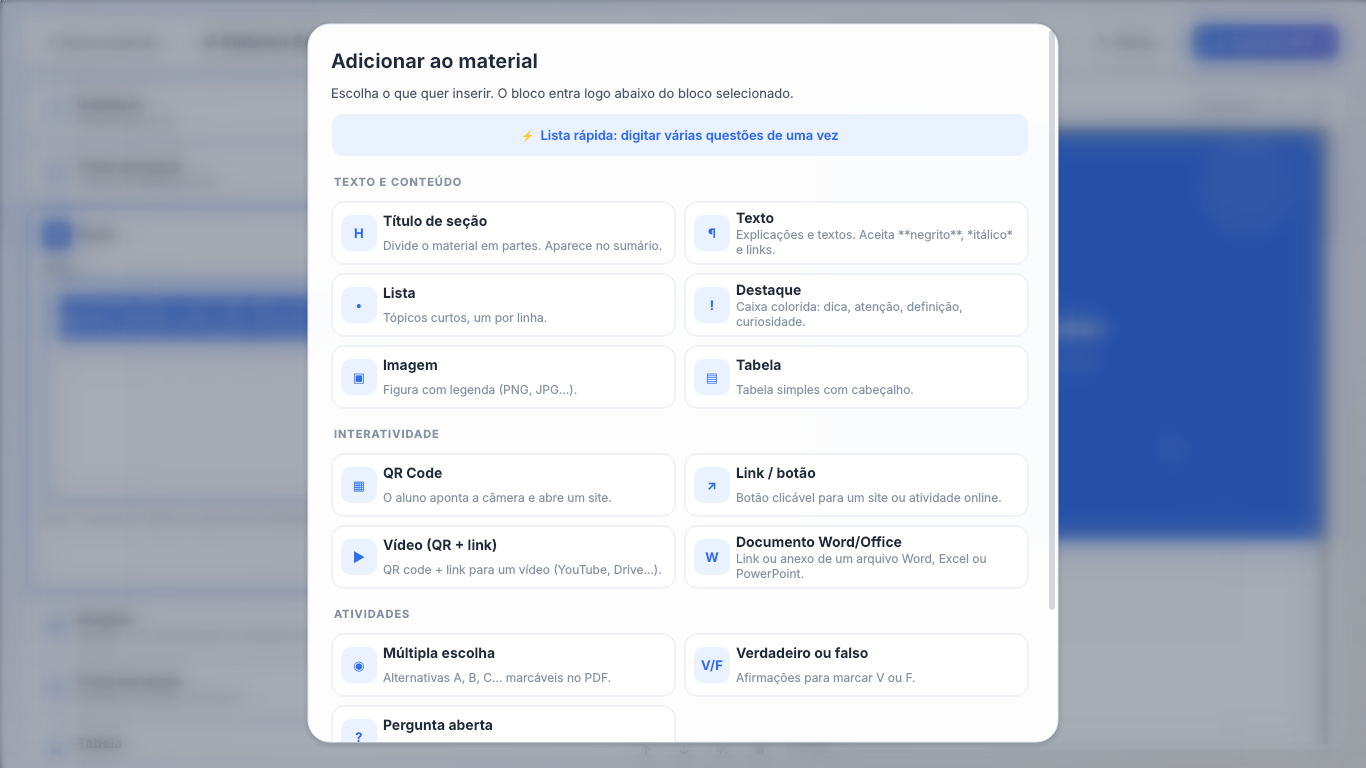 Adicionar ao material
Escolha o que quer inserir. O bloco entra logo abaixo do bloco selecionado.
⚡ Lista rápida: digitar várias questões de uma vez
TEXTO E CONTEÚDO
H
Título de seção
Divide o material em partes. Aparece no sumário.
¶
Texto
Explicações e textos. Aceita **negrito**, *itálico*
e links.
Lista
Tópicos curtos, um por linha.
!
Destaque
Caixa colorida: dica, atenção, definição,
curiosidade.
Imagem
Figura com legenda (PNG, JPG...).
Tabela
Tabela simples com cabeçalho.
INTERATIVIDADE
QR Code
O aluno aponta a câmera e abre um site.
Link / botão
Botão clicável para um site ou atividade online.
Vídeo (QR + link)
QR code + link para um vídeo (YouTube, Drive...).
W
Documento Word/Office
Link ou anexo de um arquivo Word, Excel ou
PowerPoint.
ATIVIDADES
Múltipla escolha
Alternativas A, B, C... marcáveis no PDF.
V/F
Verdadeiro ou falso
Afirmações para marcar V ou F.
?
Pergunta aberta